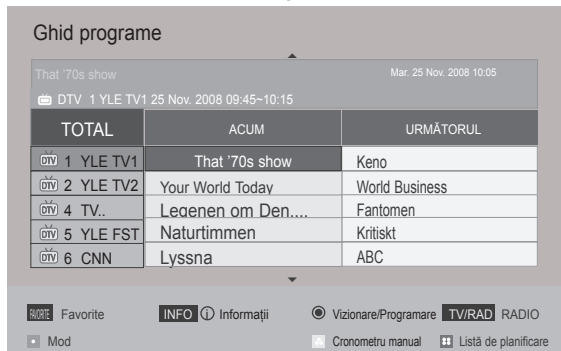 Ghid programe
That '70s show Mar. 25 Nov. 2008 10:05
DTV 1 YLE TV1 25 Nov. 2008 09:45~10:15
TOTAL ACUM URMĂTORUL
DTV 1 YLE TV1 That '70s show Keno
DTV 2 YLE TV2 Your World Today World Business
DTV 4 TV.. Legenen om Den.... Fantomen
DTV 5 YLE FST Naturtimmen Kritiskt
DTV 6 CNN Lyssna ABC
FAVORITE Favorite INFO i Informații Vizionare/Programare TV/RAD RADIO
Mod Cronometru manual Listă de planificare